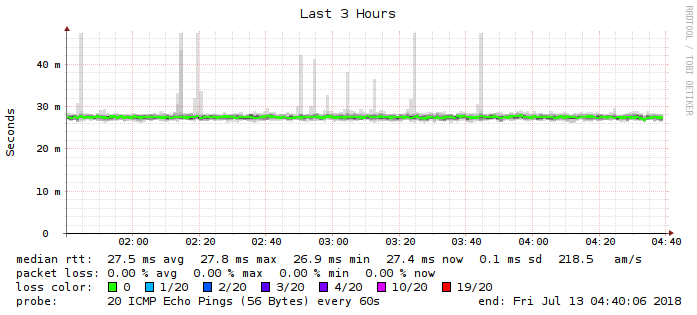 Last 3 Hours
RRDTOOL / TOBI OETIKER
Seconds
40 m
30 m
20 m
10 m
0
02:00 02:20 02:40 03:00 03:20 03:40 04:00 04:20 04:40
median rtt: 27.5 ms avg 27.8 ms max 26.9 ms min 27.4 ms now 0.1 ms sd 218.5 am/s
packet loss: 0.00 % avg 0.00 % max 0.00 % min 0.00 % now
loss color: 0 1/20 2/20 3/20 4/20 10/20 19/20
probe: 20 ICMP Echo Pings (56 Bytes) every 60s end: Fri Jul 13 04:40:06 2018